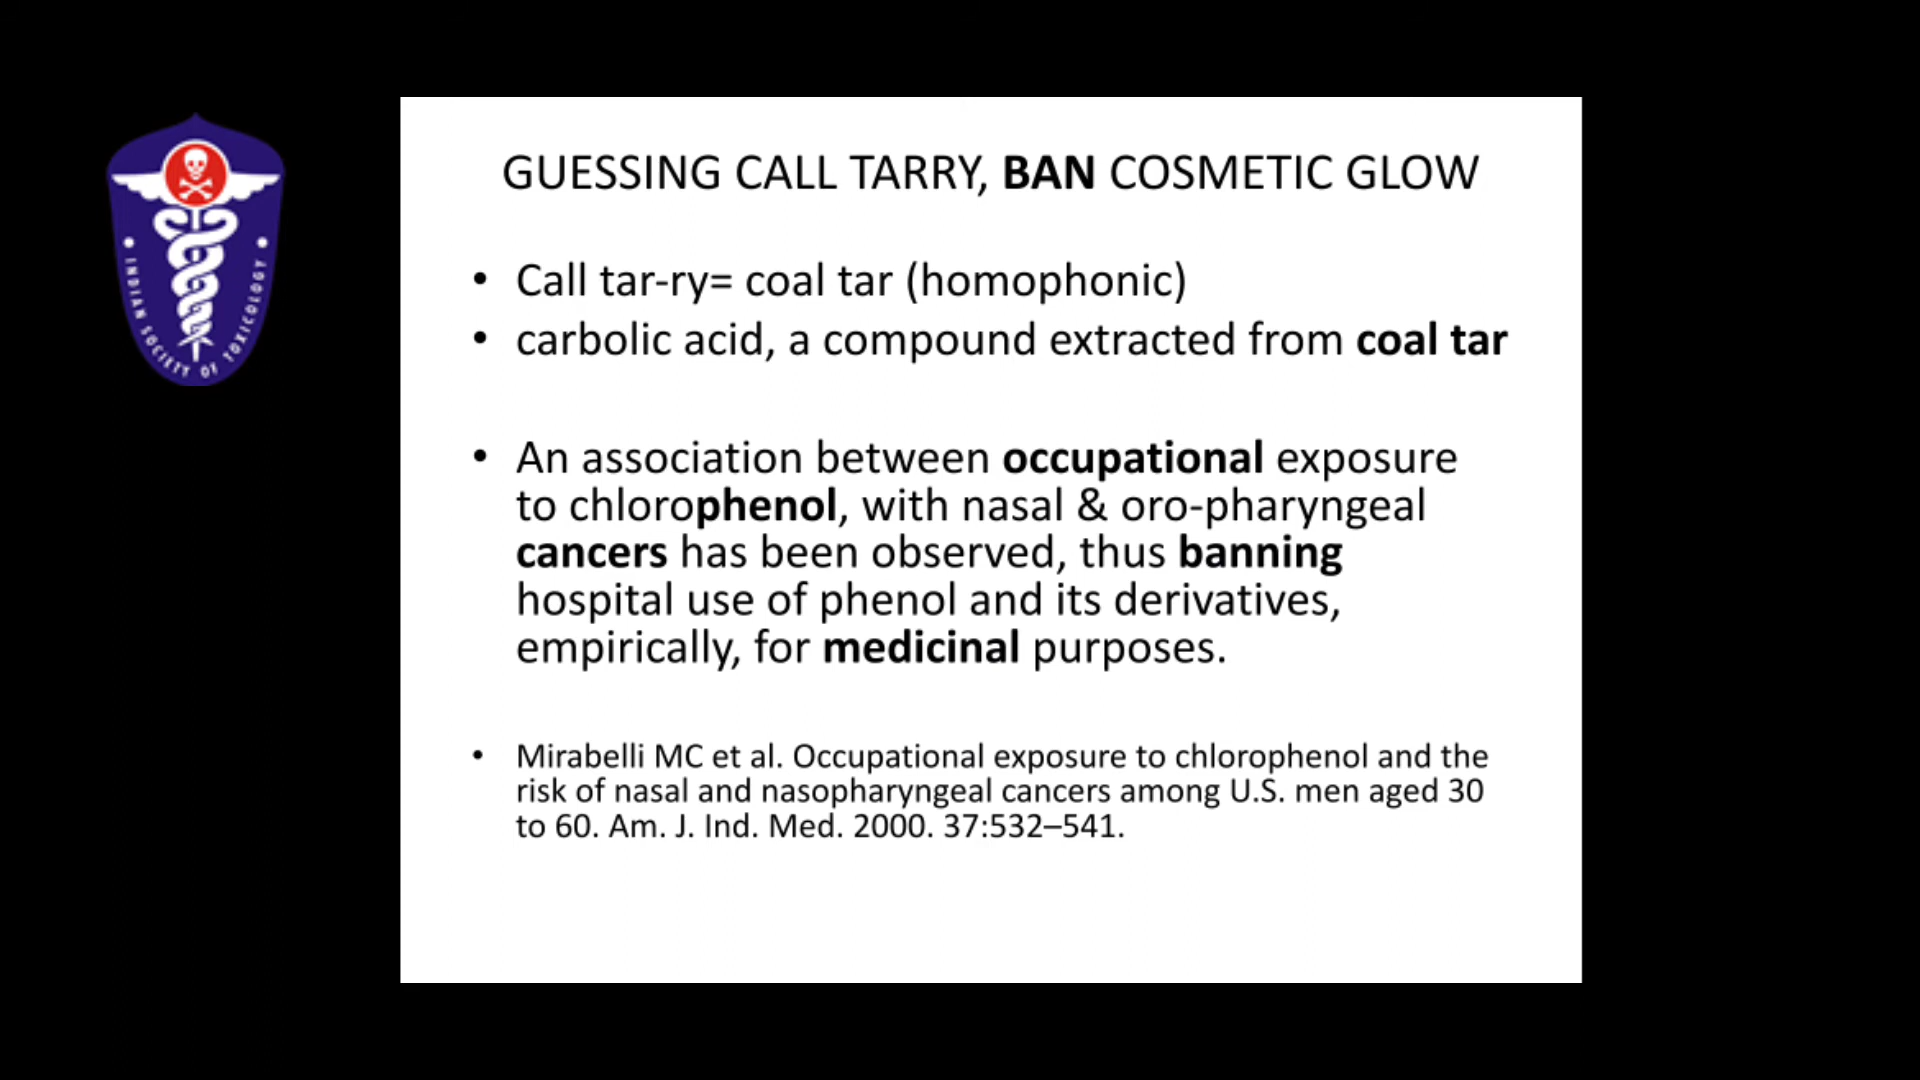 INDIAN SOCIETY OF TOXICOLOGY
GUESSING CALL TARRY, BAN COSMETIC GLOW
• Call tar-ry= coal tar (homophonic)
• carbolic acid, a compound extracted from coal tar
• An association between occupational exposure
to chlorophenol, with nasal & oro-pharyngeal
cancers has been observed, thus banning
hospital use of phenol and its derivatives,
empirically, for medicinal purposes.
• Mirabelli MC et al. Occupational exposure to chlorophenol and the
risk of nasal and nasopharyngeal cancers among U.S. men aged 30
to 60. Am. J. Ind. Med. 2000. 37:532–541.